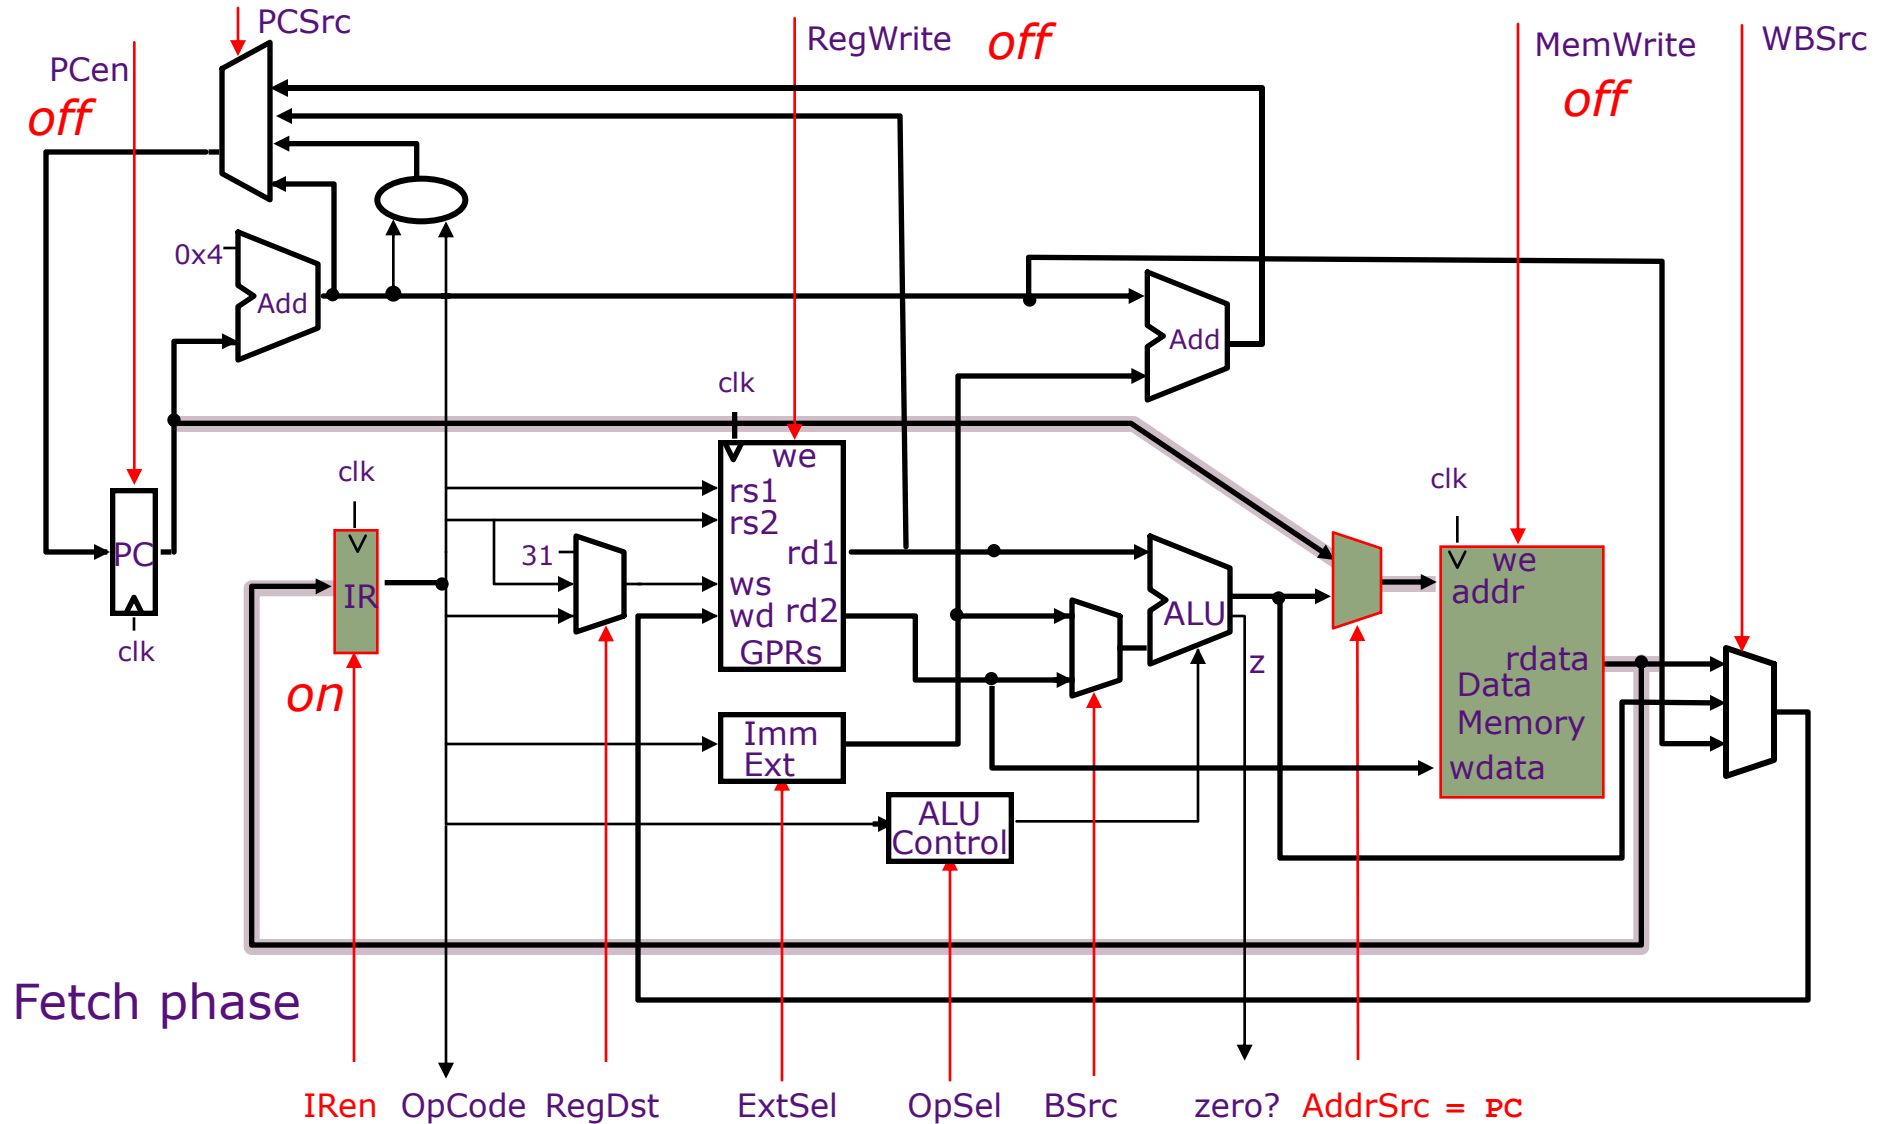 PCSrc
RegWrite
off
MemWrite
off
WBSrc
PCen
off
0x4
Add
Add
clk
clk
clk
we
rs1
rs2
rd1
31
ws
wd
rd2
GPRs
PC
clk
IR
on
ALU
z
we
addr
rdata
Data
Memory
wdata
Imm
Ext
ALU
Control
Fetch phase
IRen
OpCode
RegDst
ExtSel
OpSel
BSrc
zero?
AddrSrc = PC